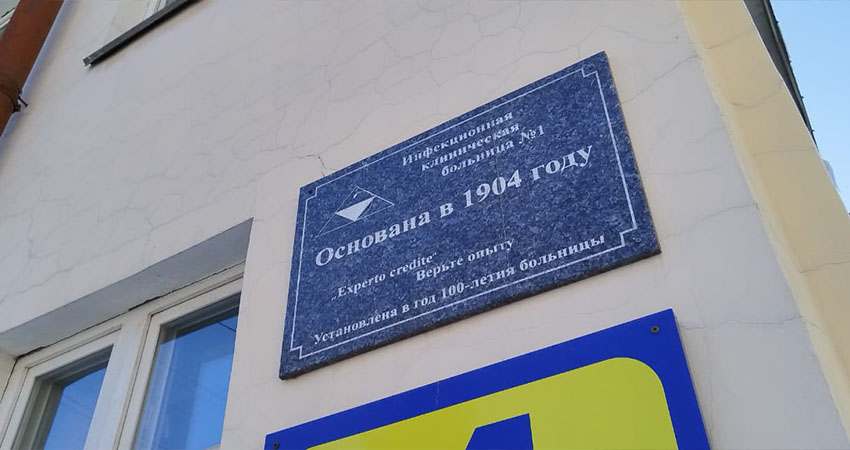 Инфекционная
клиническая
больница №1
Основана в 1904 году
„Experto credite"
Верьте опыту
Установлена в год 100-летия больницы